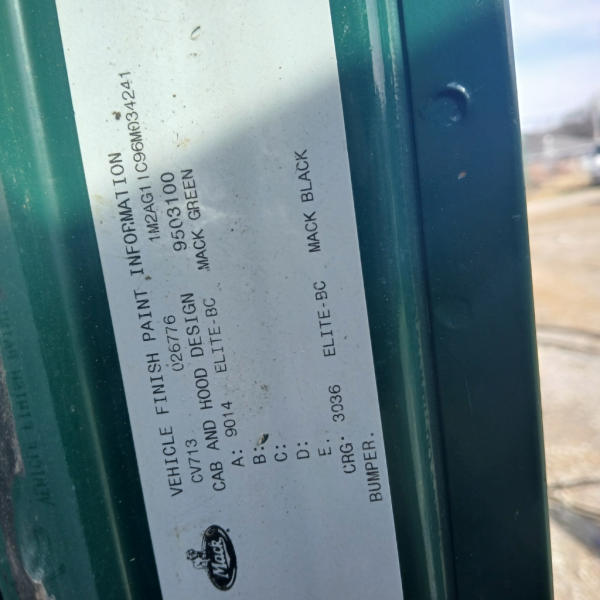 VEHICLE FINISH PAINT INFORMATION
CV713 026776 1M2AG11C96M034241
CAB AND HOOD DESIGN 9503100
A: 9014 ELITE-BC MACK GREEN
B:
C:
D:
E.
CRG: 3036 ELITE-BC MACK BLACK
BUMPER.
Mack